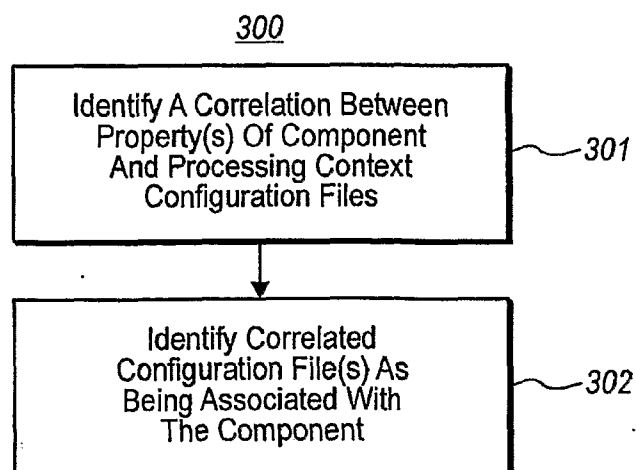 300
Identify A Correlation Between
Property(s) Of Component
And Processing Context
Configuration Files
301
Identify Correlated
Configuration File(s) As
Being Associated With
The Component
302